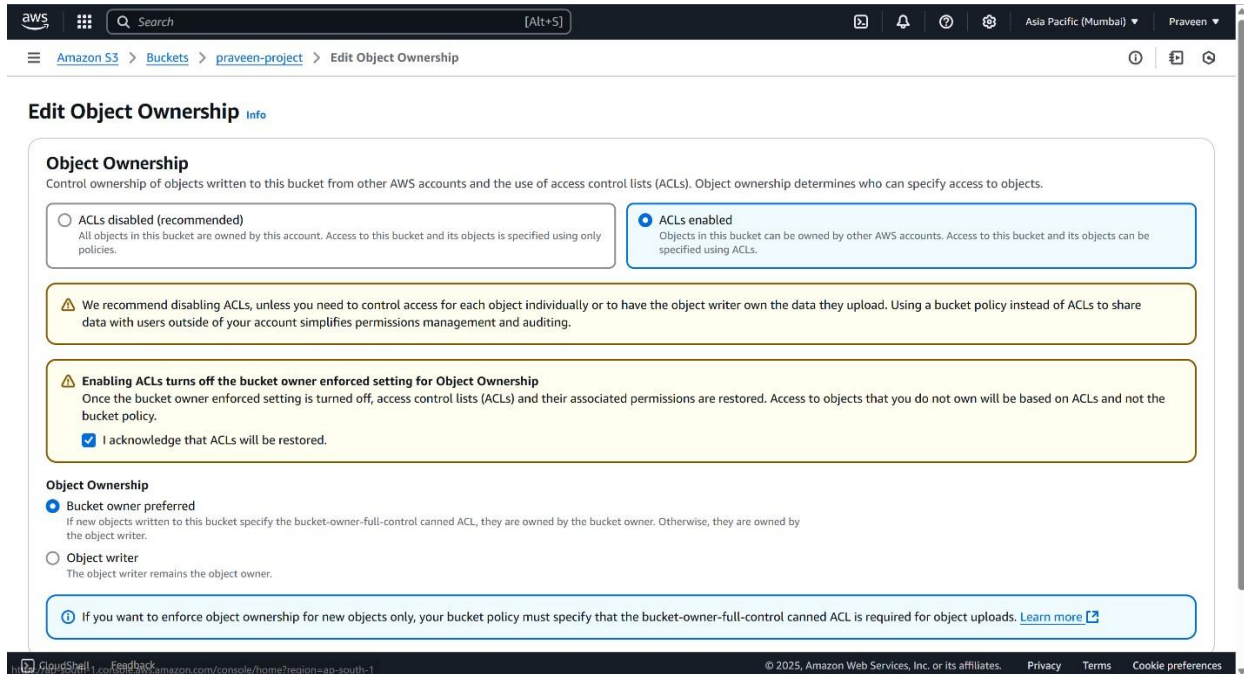 aws
Search [Alt+S] Asia Pacific (Mumbai) Praveen
Amazon S3 > Buckets > praveen-project > Edit Object Ownership
Edit Object Ownership Info
Object Ownership
Control ownership of objects written to this bucket from other AWS accounts and the use of access control lists (ACLs). Object ownership determines who can specify access to objects.
ACLs disabled (recommended)
All objects in this bucket are owned by this account. Access to this bucket and its objects is specified using only
policies.
ACLs enabled
Objects in this bucket can be owned by other AWS accounts. Access to this bucket and its objects can be
specified using ACLs.
We recommend disabling ACLs, unless you need to control access for each object individually or to have the object writer own the data they upload. Using a bucket policy instead of ACLs to share
data with users outside of your account simplifies permissions management and auditing.
Enabling ACLs turns off the bucket owner enforced setting for Object Ownership
Once the bucket owner enforced setting is turned off, access control lists (ACLs) and their associated permissions are restored. Access to objects that you do not own will be based on ACLs and not the
bucket policy.
I acknowledge that ACLs will be restored.
Object Ownership
Bucket owner preferred
If new objects written to this bucket specify the bucket-owner-full-control canned ACL, they are owned by the bucket owner. Otherwise, they are owned by
the object writer.
Object writer
The object writer remains the object owner.
If you want to enforce object ownership for new objects only, your bucket policy must specify that the bucket-owner-full-control canned ACL is required for object uploads. Learn more
CloudShell Feedback © 2025, Amazon Web Services, Inc. or its affiliates. Privacy Terms Cookie preferences
https://ap-south-1.console.aws.amazon.com/console/home?region=ap-south-1